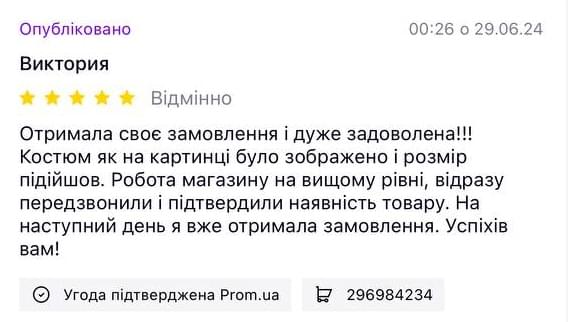 Опубліковано 00:26 о 29.06.24
Виктория
Відмінно
Отримала своє замовлення і дуже задоволена!!!
Костюм як на картинці було зображено і розмір
підійшов. Робота магазину на вищому рівні, відразу
передзвонили і підтвердили наявність товару. На
наступний день я вже отримала замовлення. Успіхів
вам!
Угода підтверджена Prom.ua 296984234